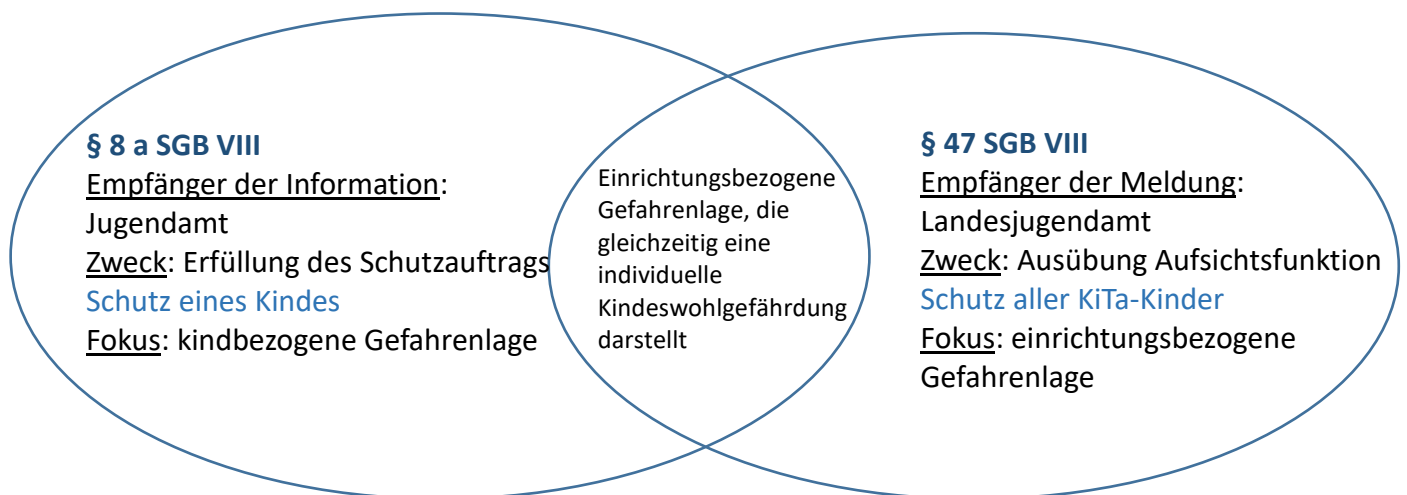 § 8 a SGB VIII
Empfänger der Information:
Jugendamt
Zweck: Erfüllung des Schutzauftrags
Schutz eines Kindes
Fokus: kindbezogene Gefahrenlage
Einrichtungsbezogene
Gefahrenlage, die
gleichzeitig eine
individuelle
Kindeswohlgefährdung
darstellt
§ 47 SGB VIII
Empfänger der Meldung:
Landesjugendamt
Zweck: Ausübung Aufsichtsfunktion
Schutz aller KiTa-Kinder
Fokus: einrichtungsbezogene
Gefahrenlage